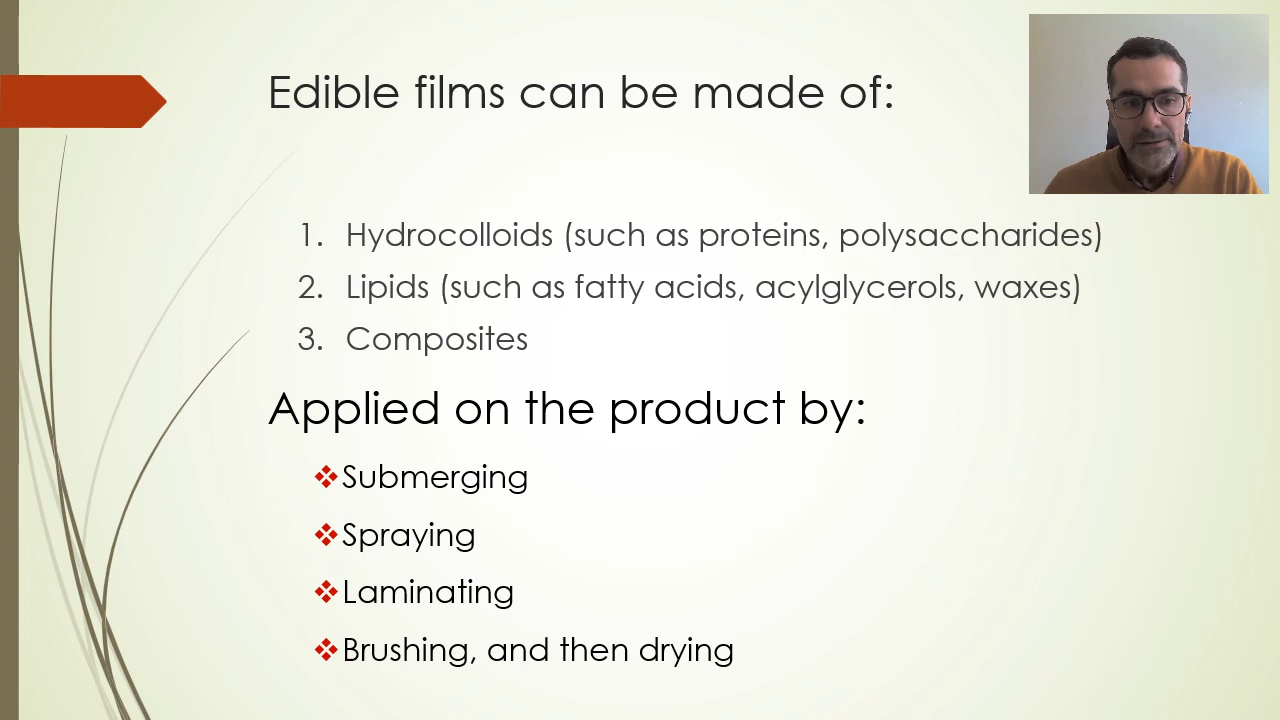 Edible films can be made of:
1. Hydrocolloids (such as proteins, polysaccharides)
2. Lipids (such as fatty acids, acylglycerols, waxes)
3. Composites
Applied on the product by:
❖Submerging
❖Spraying
❖Laminating
❖Brushing, and then drying